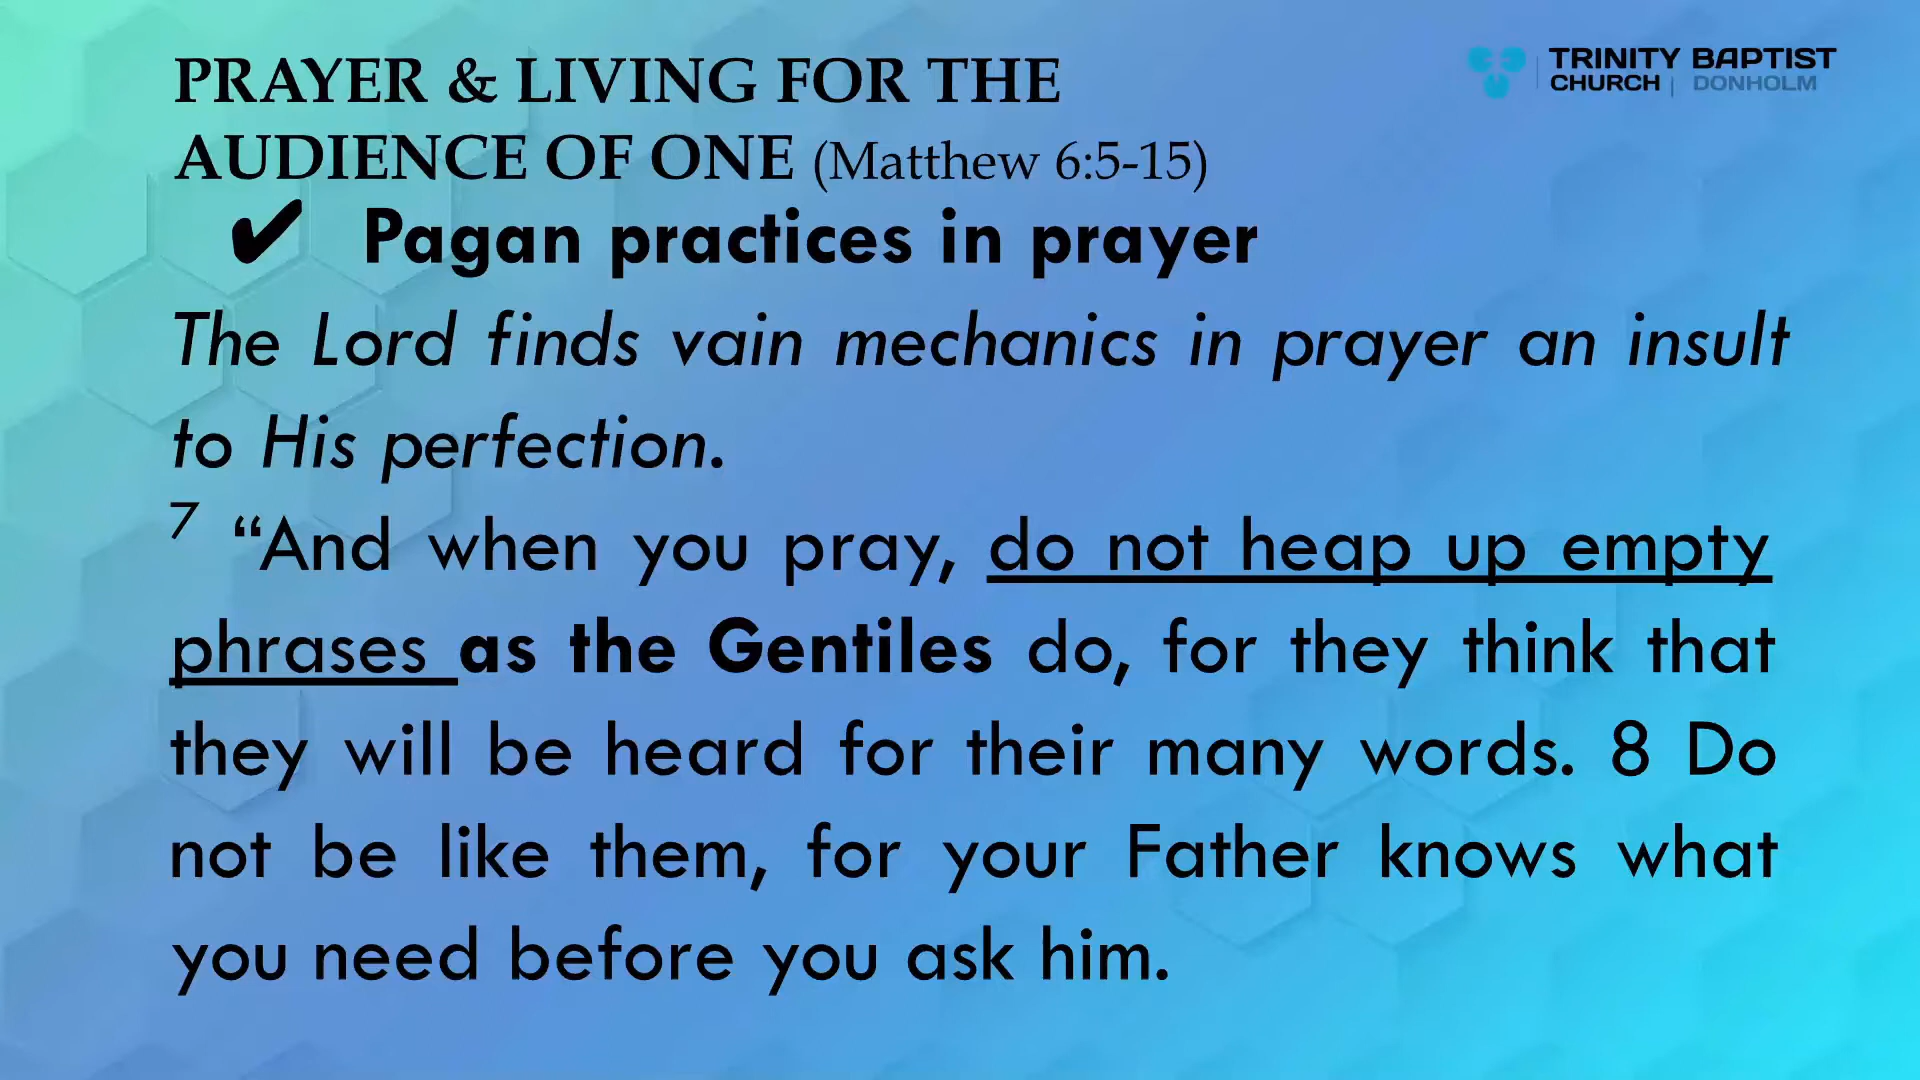 PRAYER & LIVING FOR THE
AUDIENCE OF ONE (Matthew 6:5-15)
TRINITY BAPTIST
CHURCH | DONHOLM
✔ Pagan practices in prayer
The Lord finds vain mechanics in prayer an insult
to His perfection.
7 “And when you pray, do not heap up empty
phrases as the Gentiles do, for they think that
they will be heard for their many words. 8 Do
not be like them, for your Father knows what
you need before you ask him.